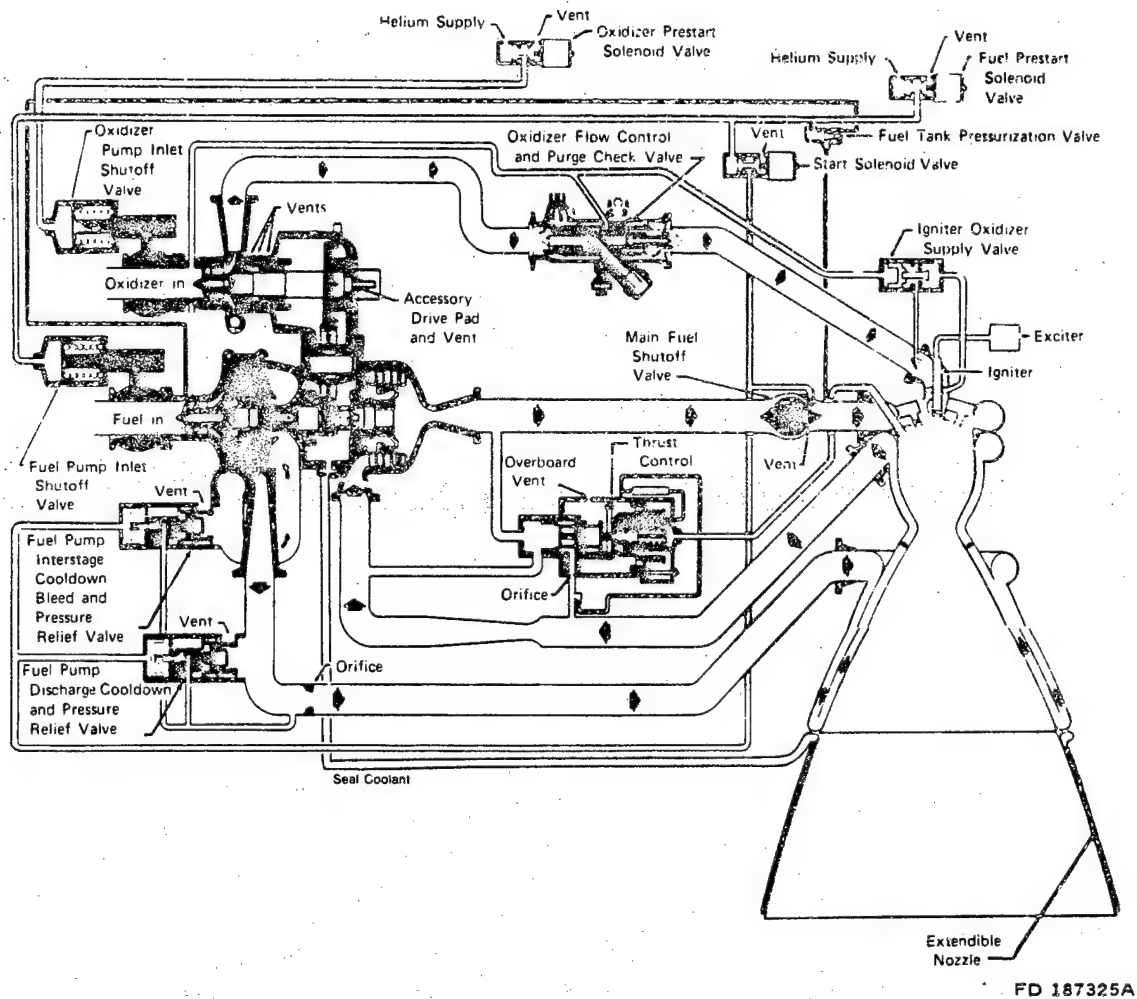 Helium Supply
Vent
Oxidizer Prestart
Solenoid Valve
Helium Supply
Vent
Fuel Prestart
Solenoid
Valve
Oxidizer
Pump Inlet
Shutoff
Valve
Oxidizer Flow Control
and Purge Check Valve
Vent
Fuel Tank Pressurization Valve
Start Solenoid Valve
Vents
Igniter Oxidizer
Supply Valve
Oxidizer in
Accessory
Drive Pad
and Vent
Main Fuel
Shutoff
Valve
Exciter
Igniter
Fuel in
Fuel Pump Inlet
Shutoff
Valve
Vent
Overboard
Vent
Thrust
Control
Vent
Fuel Pump
Interstage
Cooldown
Bleed and
Pressure
Relief Valve
Orifice
Vent
Fuel Pump
Discharge Cooldown
and Pressure
Relief Valve
Orifice
Seal Coolant
Extendible
Nozzle
FD 187325A